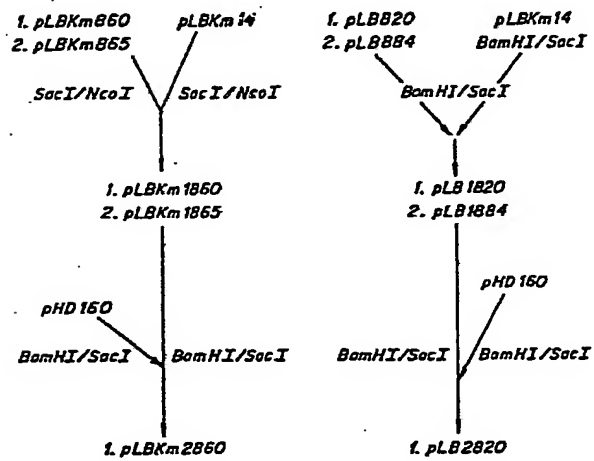 1. pLBKm860
2. pLBKm865
pLBKm14
SacI/NcoI
SacI/NcoI
1. pLBKm1860
2. pLBKm1865
pHD160
BamHI/SacI
BamHI/SacI
1. pLBKm2860
1. pLB820
2. pLB884
pLBKm14
BamHI/SacI
BamHI/SacI
1. pLB1820
2. pLB1884
pHD160
BamHI/SacI
BamHI/SacI
1. pLB2820